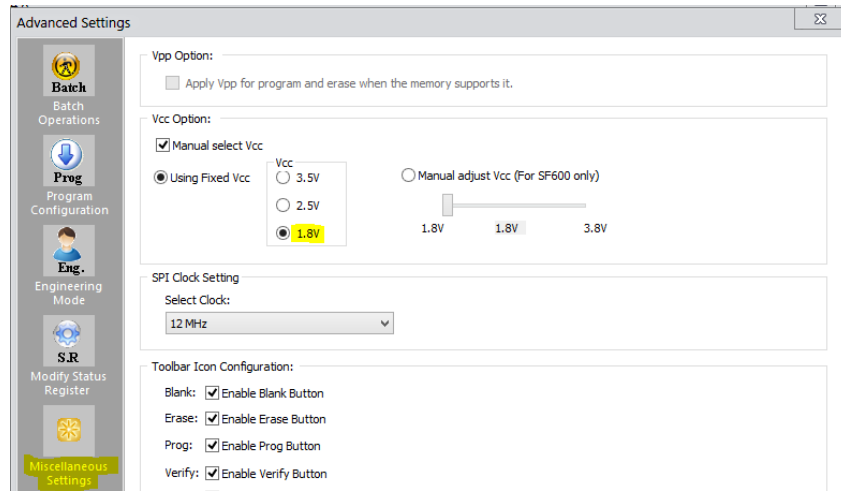 Advanced Settings
Batch
Batch
Operations
Prog
Program
Configuration
Eng.
Engineering
Mode
S.R
Modify Status
Register
Miscellaneous
Settings
Vpp Option:
Apply Vpp for program and erase when the memory supports it.
Vcc Option:
Manual select Vcc
Using Fixed Vcc
Vcc
3.5V
2.5V
1.8V
Manual adjust Vcc (For SF600 only)
1.8V 1.8V 3.8V
SPI Clock Setting
Select Clock:
12 MHz
Toolbar Icon Configuration:
Blank: Enable Blank Button
Erase: Enable Erase Button
Prog: Enable Prog Button
Verify: Enable Verify Button